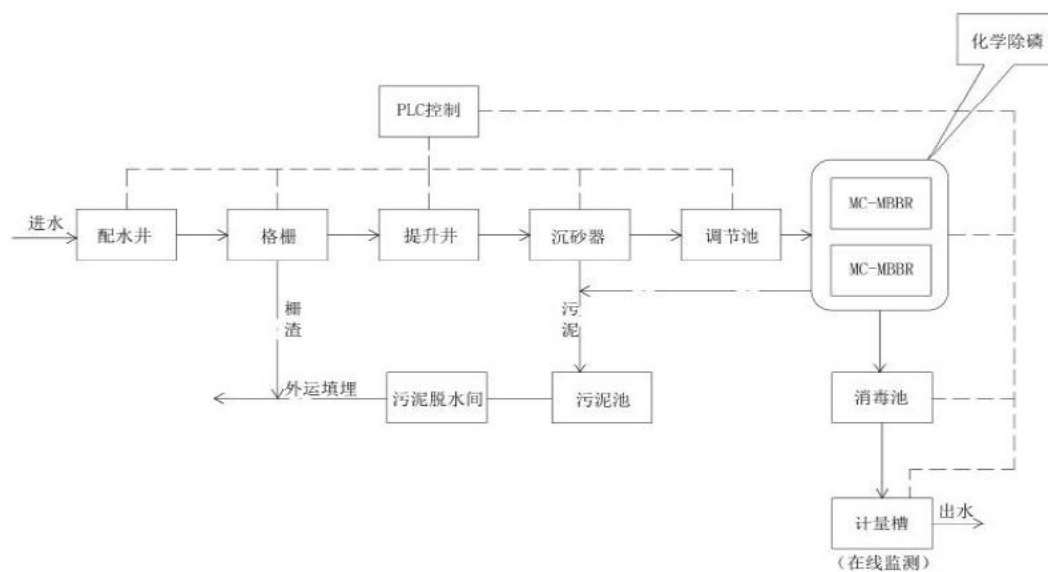 化学除磷
PLC控制
进水
配水井
格栅
提升井
沉砂器
调节池
MC-MBBR
MC-MBBR
栅渣
污泥
外运填埋
污泥脱水间
污泥池
消毒池
计量槽
出水
(在线监测)